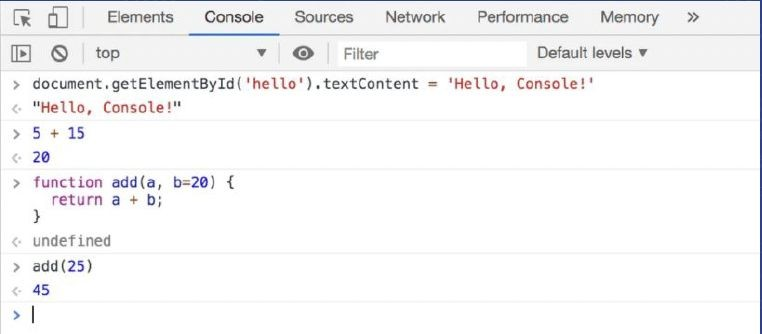 Elements Console Sources Network Performance Memory »
top ▼ Filter Default levels ▼
> document.getElementById('hello').textContent = 'Hello, Console!'
<· "Hello, Console!"
> 5 + 15
<· 20
> function add(a, b=20) {
    return a + b;
  }
<· undefined
> add(25)
<· 45
>